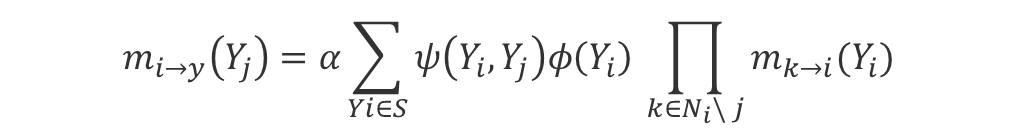 m_{i→y}(Y_j) = α ∑_{Yi∈S} ψ(Y_i, Y_j)ϕ(Y_i) ∏_{k∈N_i\ j} m_{k→i}(Y_i)